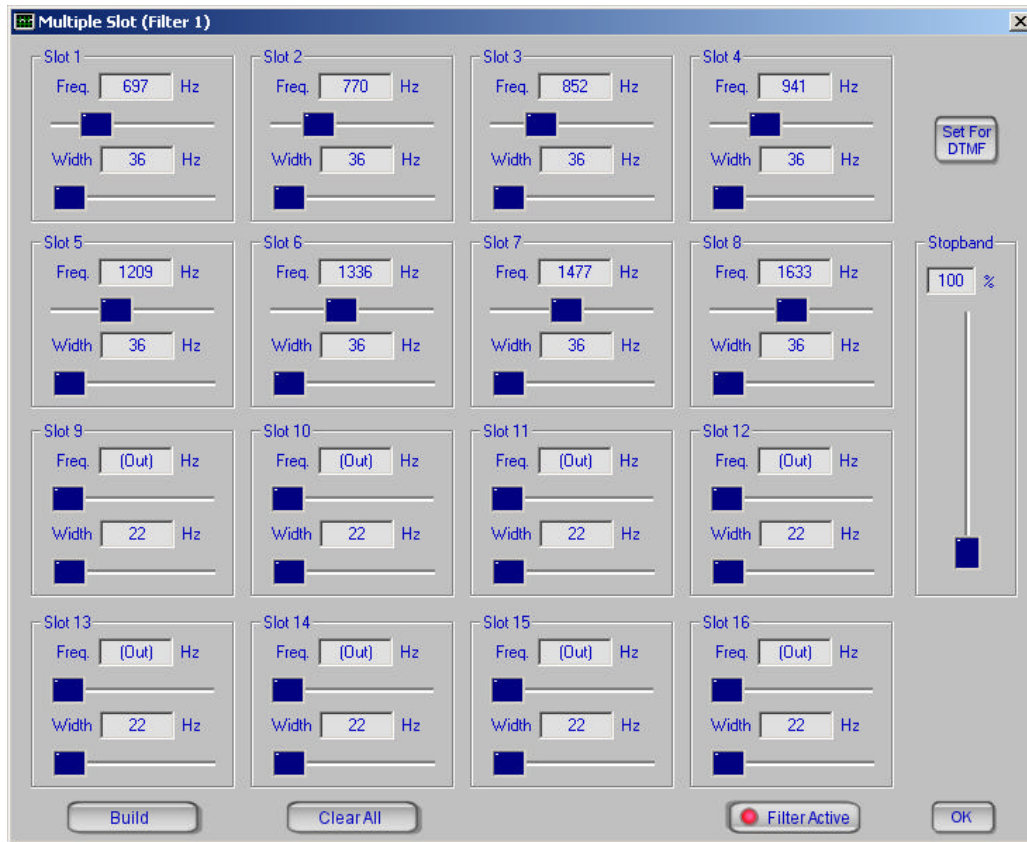 Multiple Slot (Filter 1)
Slot 1 Slot 2 Slot 3 Slot 4
Freq. 697 Hz Freq. 770 Hz Freq. 852 Hz Freq. 941 Hz
Set For
DTMF
Width 36 Hz Width 36 Hz Width 36 Hz Width 36 Hz
Slot 5 Slot 6 Slot 7 Slot 8 Stopband
Freq. 1209 Hz Freq. 1336 Hz Freq. 1477 Hz Freq. 1633 Hz 100 %
Width 36 Hz Width 36 Hz Width 36 Hz Width 36 Hz
Slot 9 Slot 10 Slot 11 Slot 12
Freq. (Out) Hz Freq. (Out) Hz Freq. (Out) Hz Freq. (Out) Hz
Width 22 Hz Width 22 Hz Width 22 Hz Width 22 Hz
Slot 13 Slot 14 Slot 15 Slot 16
Freq. (Out) Hz Freq. (Out) Hz Freq. (Out) Hz Freq. (Out) Hz
Width 22 Hz Width 22 Hz Width 22 Hz Width 22 Hz
Build Clear All Filter Active OK